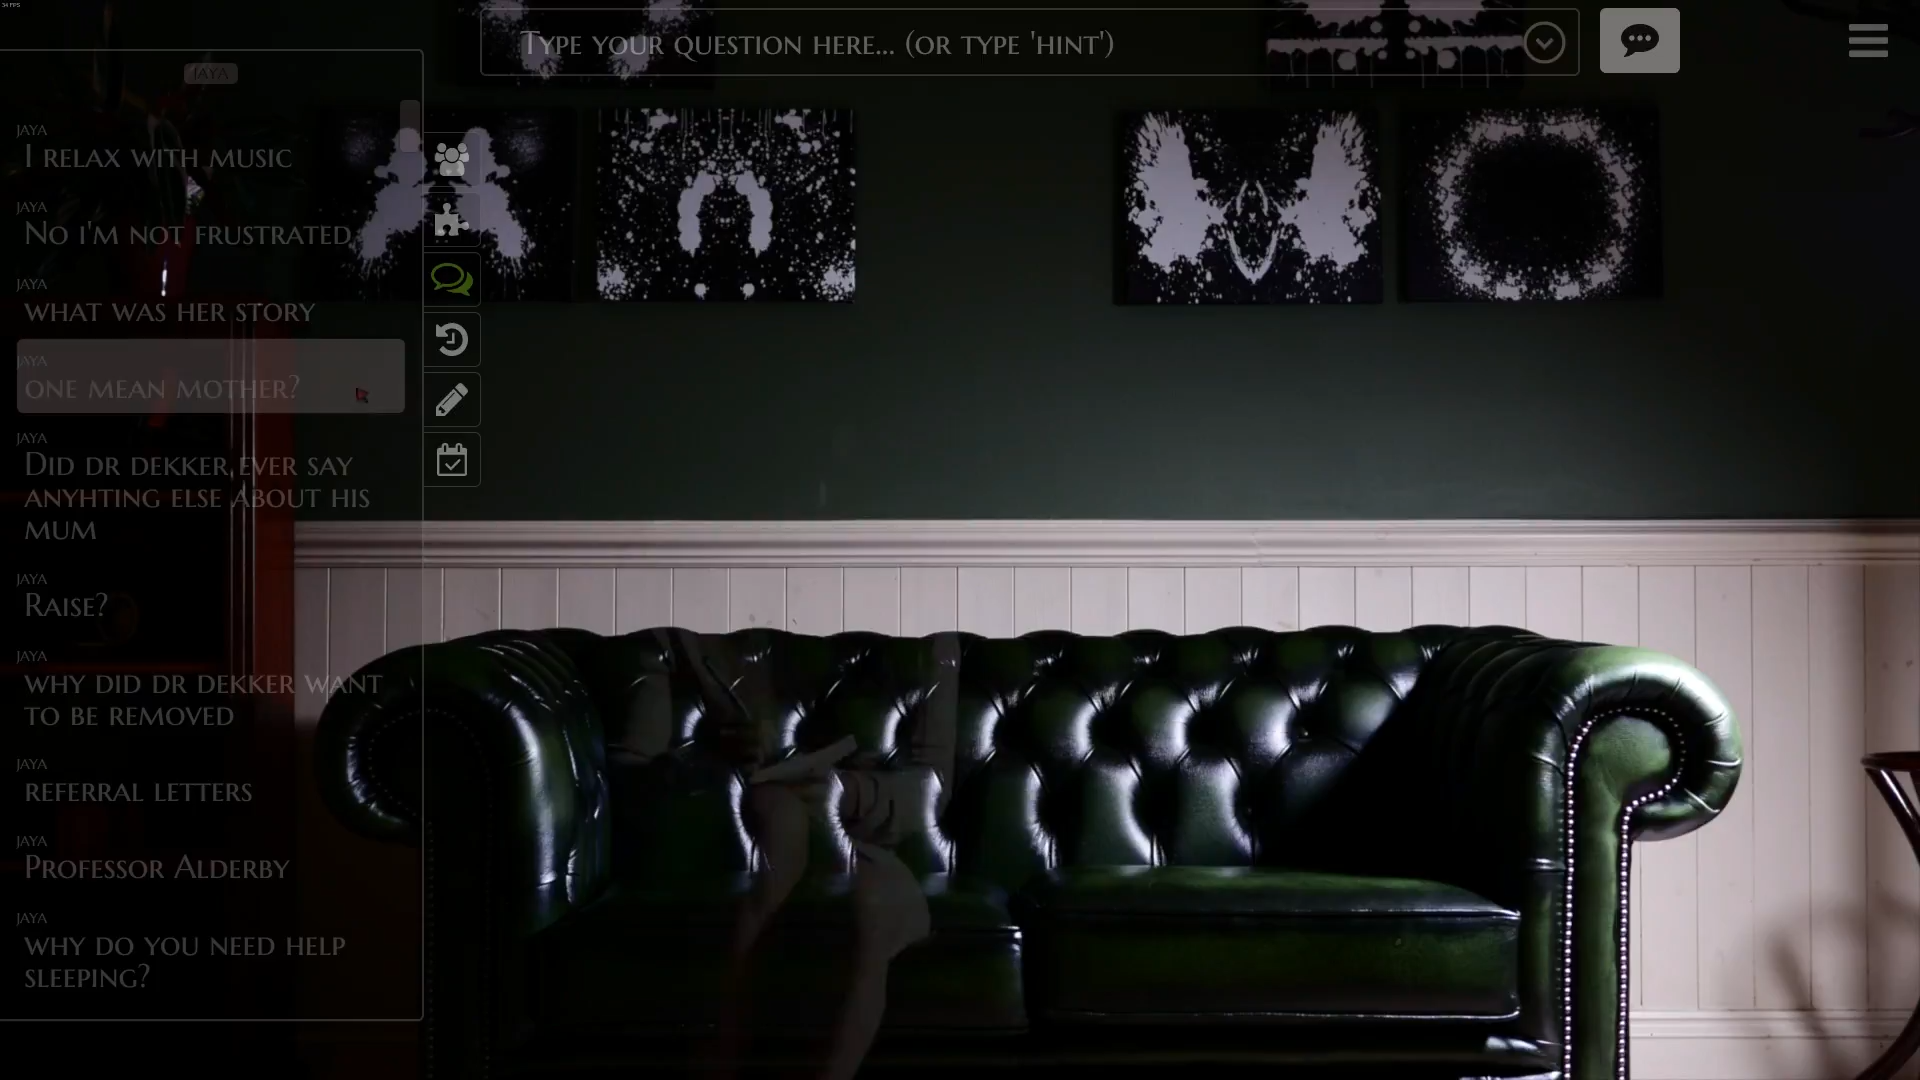 34 FPS
Type your question here... (or type 'hint')
JAYA
JAYA
I relax with music
JAYA
No i'm not frustrated
JAYA
what was her story
JAYA
one mean mother?
JAYA
Did dr dekker ever say
anyhting else about his
mum
JAYA
Raise?
JAYA
why did dr dekker want
to be removed
JAYA
referral letters
JAYA
Professor Alderby
JAYA
why do you need help
sleeping?